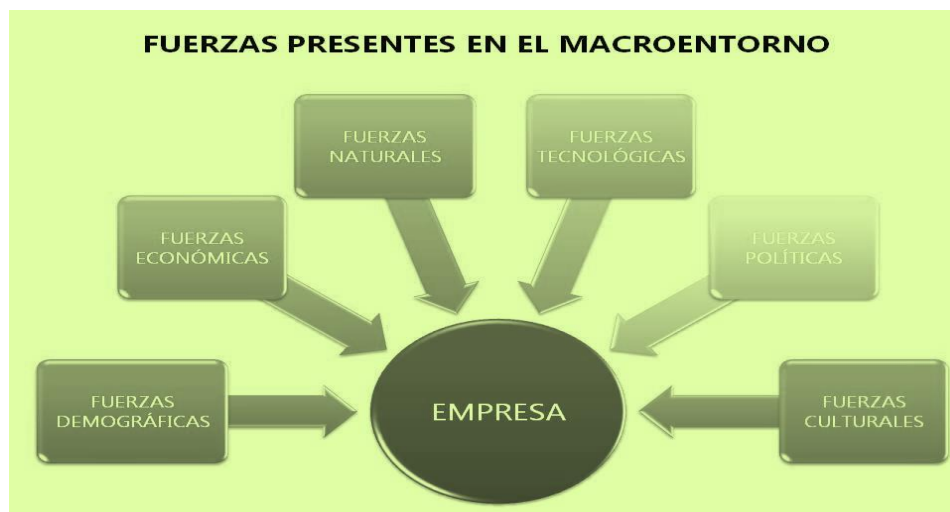 FUERZAS PRESENTES EN EL MACROENTORNO
FUERZAS
NATURALES
FUERZAS
TECNOLÓGICAS
FUERZAS
ECONÓMICAS
FUERZAS
POLÍTICAS
FUERZAS
DEMOGRÁFICAS
EMPRESA
FUERZAS
CULTURALES